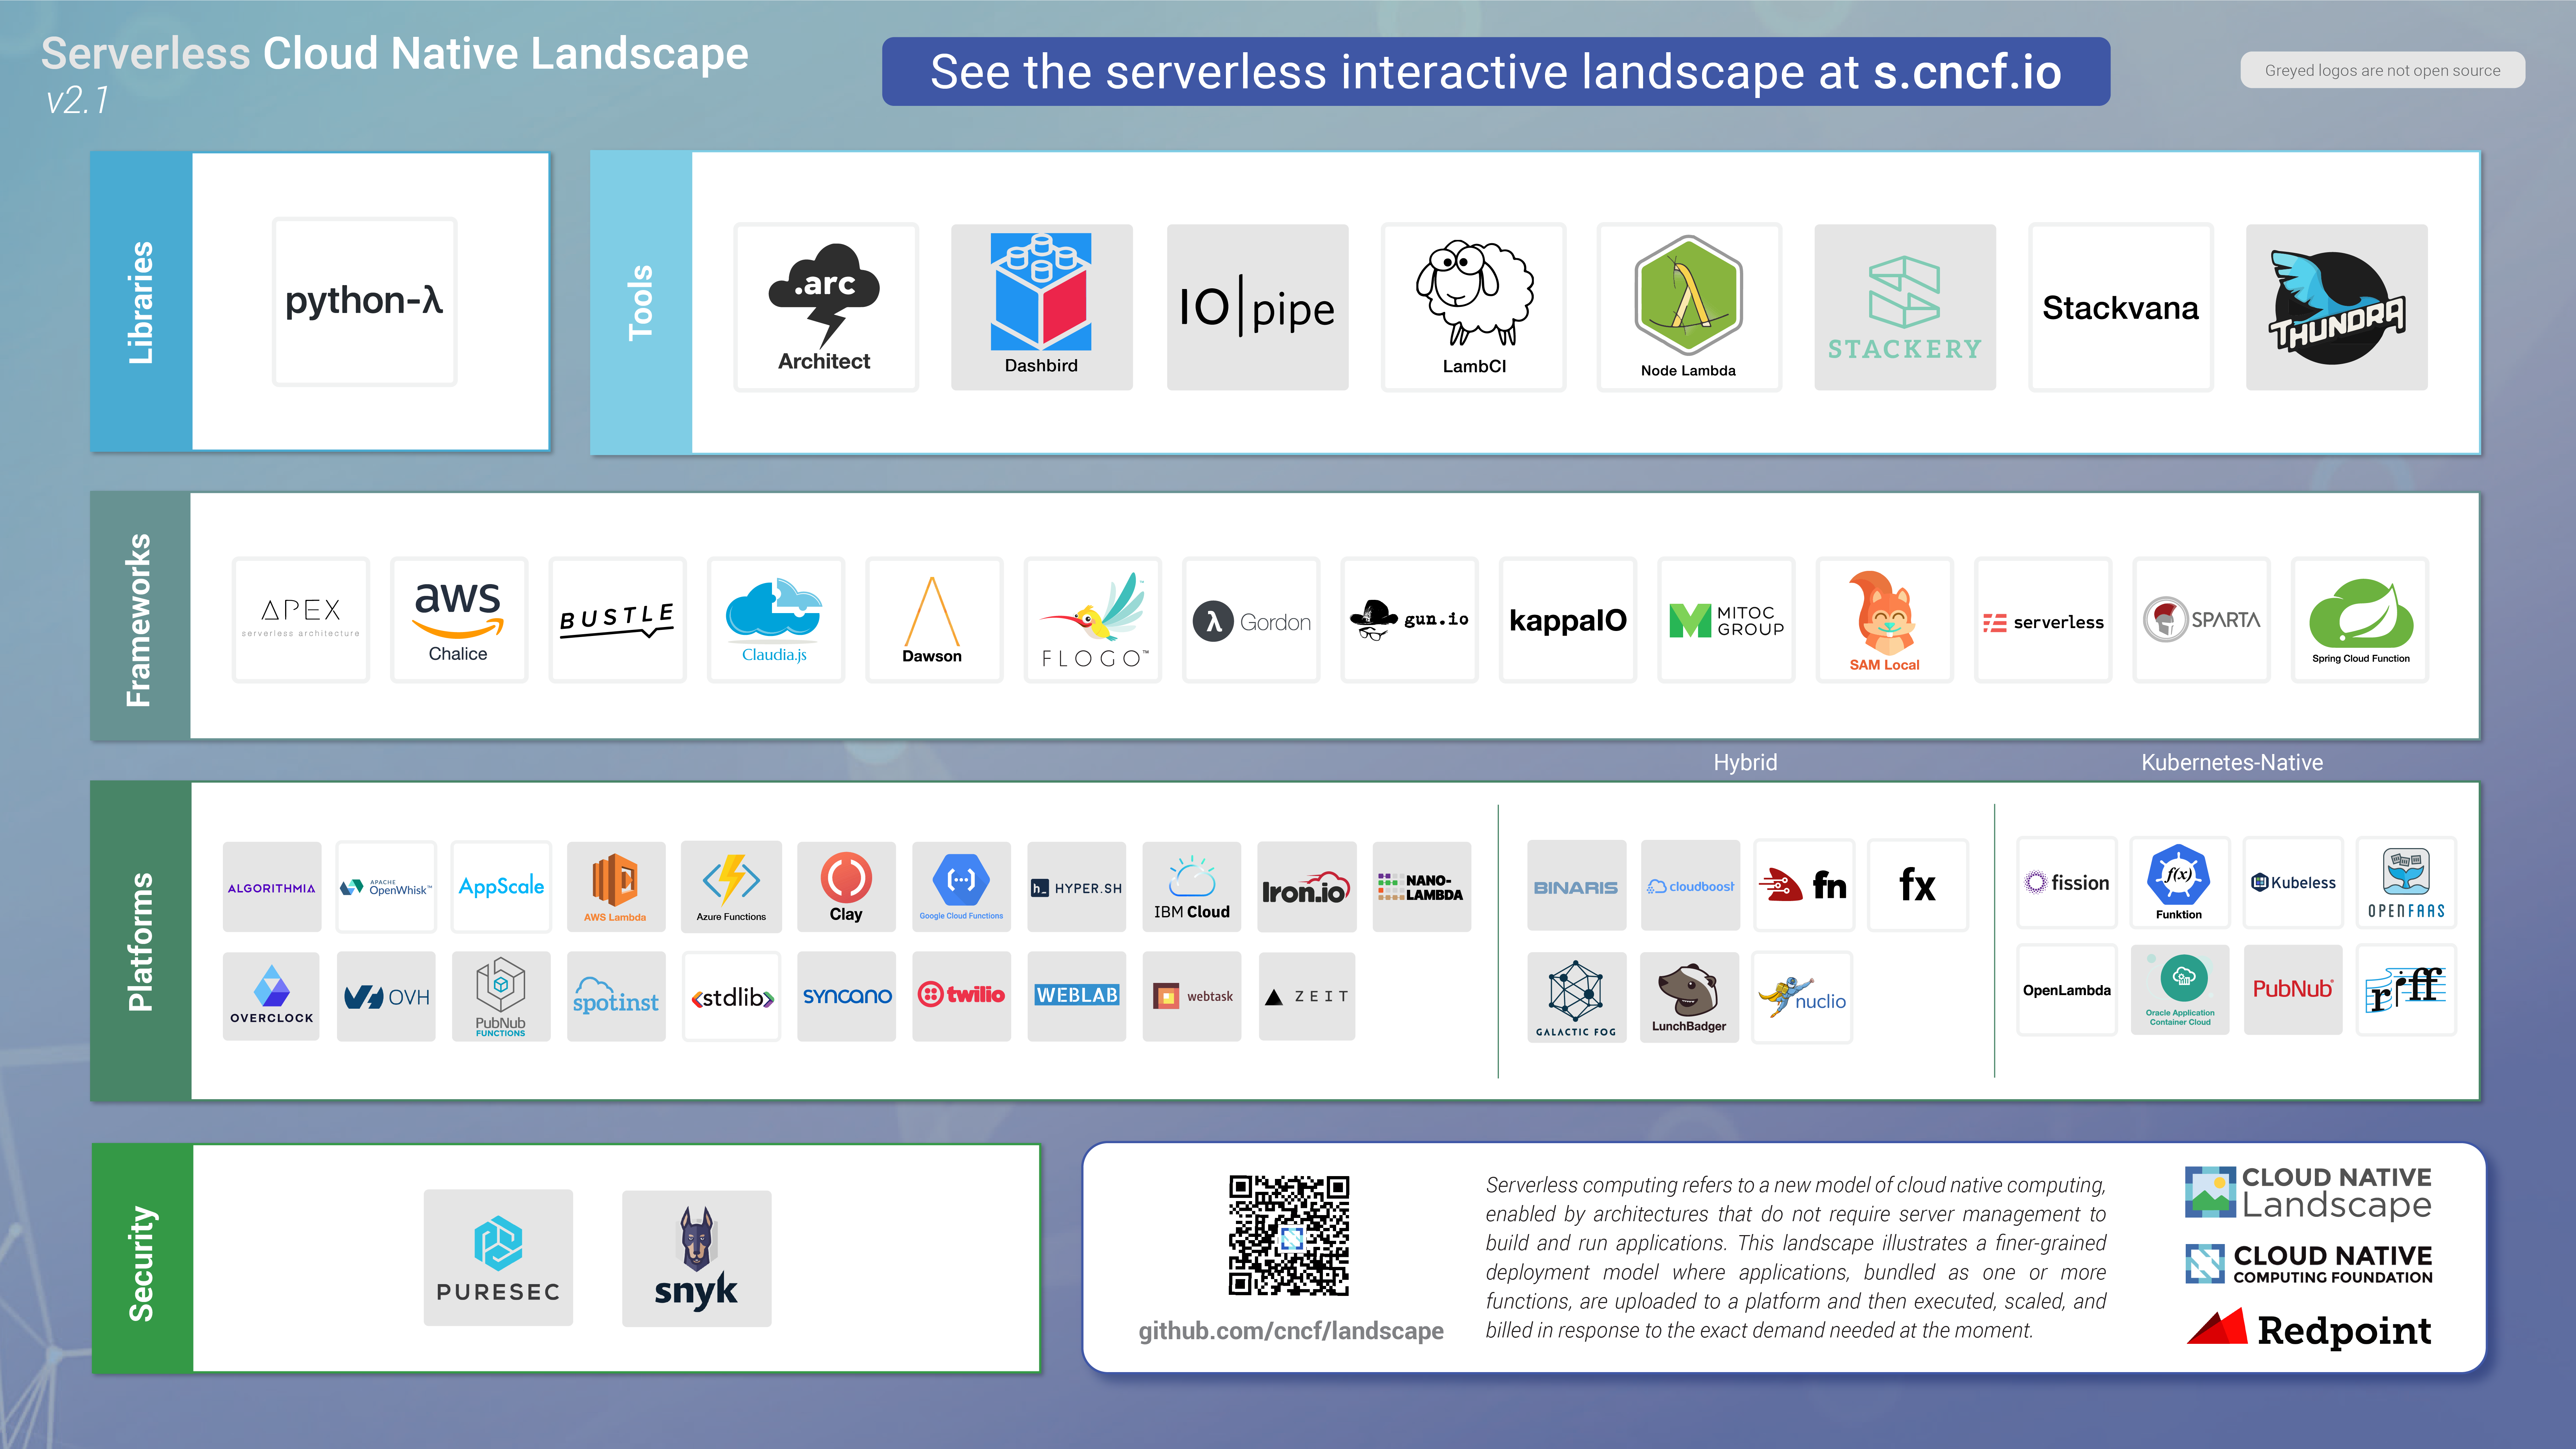 Serverless Cloud Native Landscape
v2.1
See the serverless interactive landscape at s.cncf.io
Greyed logos are not open source
Libraries
python-λ
Tools
.arc
Architect
Dashbird
IO|pipe
LambCI
Node Lambda
STACKERY
Stackvana
THUNDRA
Frameworks
APEX
serverless architecture
aws
Chalice
BUSTLE
Claudia.js
Dawson
FLOGO™
λ Gordon
gun.io
kappaIO
MITOC
GROUP
SAM Local
serverless
SPARTA
Spring Cloud Function
Hybrid
Kubernetes-Native
Platforms
ALGORITHMIA
APACHE
OpenWhisk™
AppScale
AWS Lambda
Azure Functions
Clay
Google Cloud Functions
h_ HYPER.SH
IBM Cloud
Iron.io
NANO-
LAMBDA
OVERCLOCK
OVH
PubNub
FUNCTIONS
spotinst
<stdlib>
SYNCANO
twilio
WEBLAB
webtask
ZEIT
BINARIS
cloudboost
fn
fx
GALACTIC FOG
LunchBadger
nuclio
fission
f(x)
Funktion
Kubeless
OPENFAAS
OpenLambda
Oracle Application
Container Cloud
PubNub®
riff
Security
PURESEC
snyk
github.com/cncf/landscape
Serverless computing refers to a new model of cloud native computing,
enabled by architectures that do not require server management to
build and run applications. This landscape illustrates a finer-grained
deployment model where applications, bundled as one or more
functions, are uploaded to a platform and then executed, scaled, and
billed in response to the exact demand needed at the moment.
CLOUD NATIVE
Landscape
CLOUD NATIVE
COMPUTING FOUNDATION
Redpoint